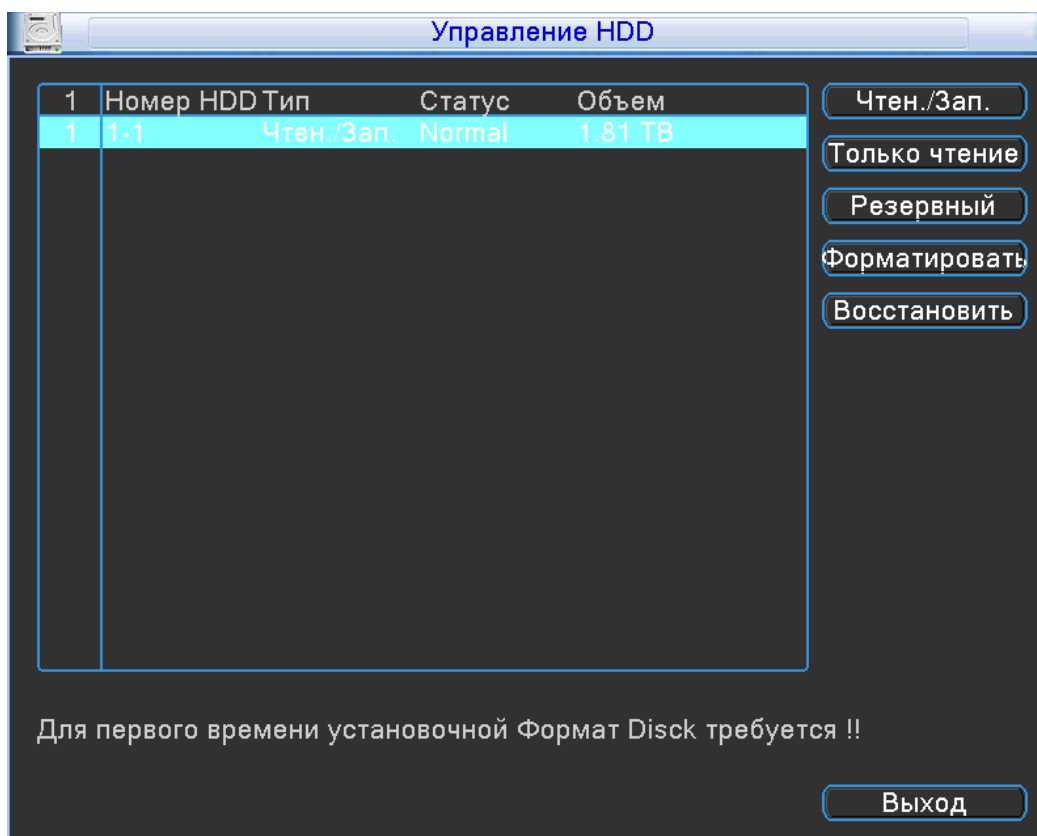 Управление HDD
1 Номер HDD Тип Статус Объем
1 1-1 Чтен./Зап. Normal 1.81 TB
Чтен./Зап.
Только чтение
Резервный
Форматировать
Восстановить
Для первого времени установочной Формат Disck требуется !!
Выход